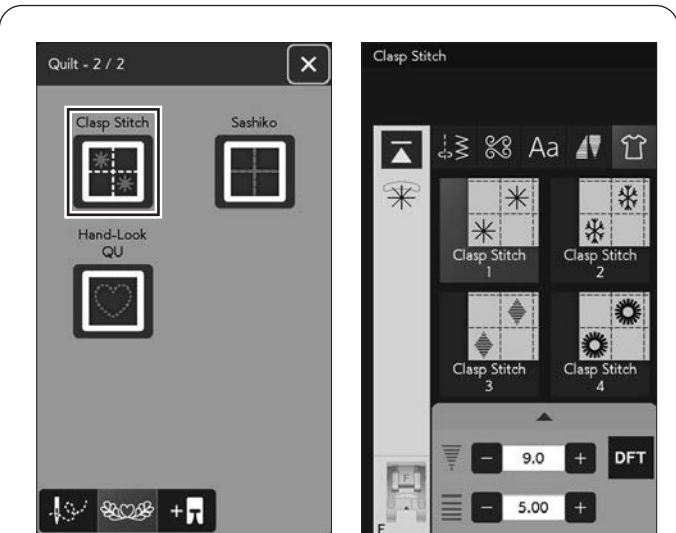 Quilt - 2 / 2
Clasp Stitch
Sashiko
Hand-Look
QU
Clasp Stitch
Aa
Clasp Stitch
1
Clasp Stitch
2
Clasp Stitch
3
Clasp Stitch
4
9.0
DFT
5.00
F
F